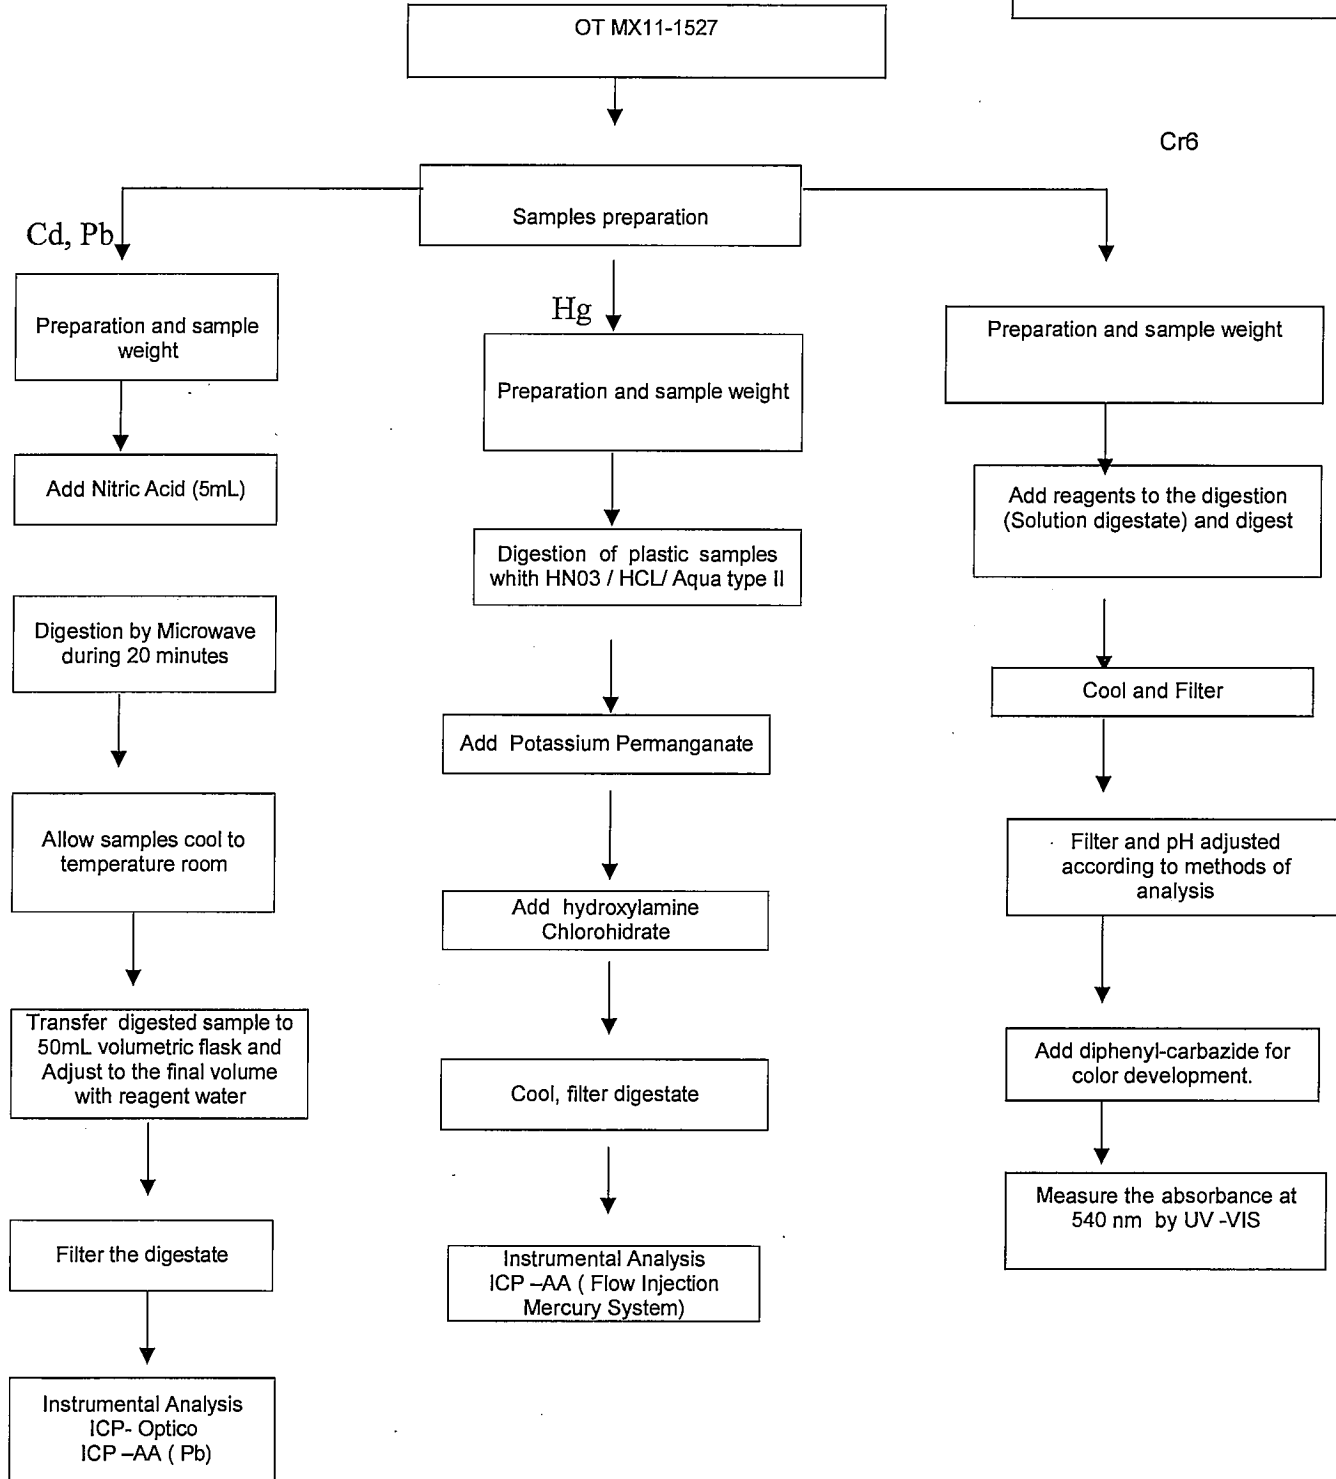 OT MX11-1527
Samples preparation
Cd, Pb
Preparation and sample
weight
Add Nitric Acid (5mL)
Digestion by Microwave
during 20 minutes
Allow samples cool to
temperature room
Transfer digested sample to
50mL volumetric flask and
Adjust to the final volume
with reagent water
Filter the digestate
Instrumental Analysis
ICP- Optico
ICP –AA ( Pb)
Hg
Preparation and sample weight
Digestion of plastic samples
whith HN03 / HCL/ Aqua type II
Add Potassium Permanganate
Add hydroxylamine
Chlorohidrate
Cool, filter digestate
Instrumental Analysis
ICP –AA ( Flow Injection
Mercury System)
Cr6
Preparation and sample weight
Add reagents to the digestion
(Solution digestate) and digest
Cool and Filter
Filter and pH adjusted
according to methods of
analysis
Add diphenyl-carbazide for
color development.
Measure the absorbance at
540 nm by UV -VIS